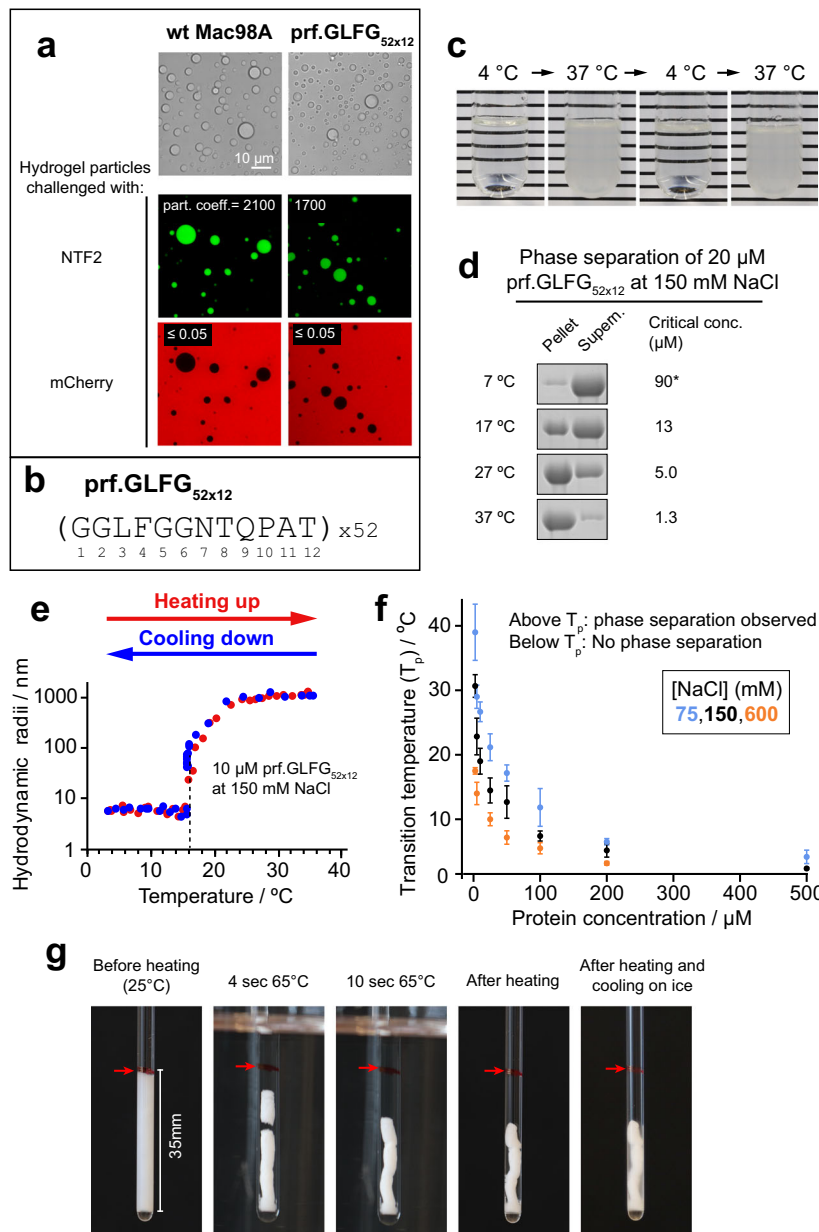 a
wt Mac98A
prf.GLFG52x12
10 µm
Hydrogel particles
challenged with:
NTF2
part. coeff.= 2100
1700
mCherry
≤ 0.05
≤ 0.05
b
prf.GLFG52x12
(GGLFGGNTQPAT) x52
1 2 3 4 5 6 7 8 9 10 11 12
c
4 °C → 37 °C → 4 °C → 37 °C
d
Phase separation of 20 µM
prf.GLFG52x12 at 150 mM NaCl
Pellet
Supern.
Critical conc.
(µM)
7 ºC 90*
17 ºC 13
27 ºC 5.0
37 ºC 1.3
e
Heating up
Cooling down
Hydrodynamic radii / nm
1000
100
10
1
10 µM prf.GLFG52x12
at 150 mM NaCl
0 10 20 30 40
Temperature / ºC
f
Above Tp: phase separation observed
Below Tp: No phase separation
[NaCl] (mM)
75,150,600
Transition temperature (Tp) / ºC
40
30
20
10
0
0 100 200 300 400 500
Protein concentration / µM
g
Before heating
(25°C)
4 sec 65°C
10 sec 65°C
After heating
After heating and
cooling on ice
35mm